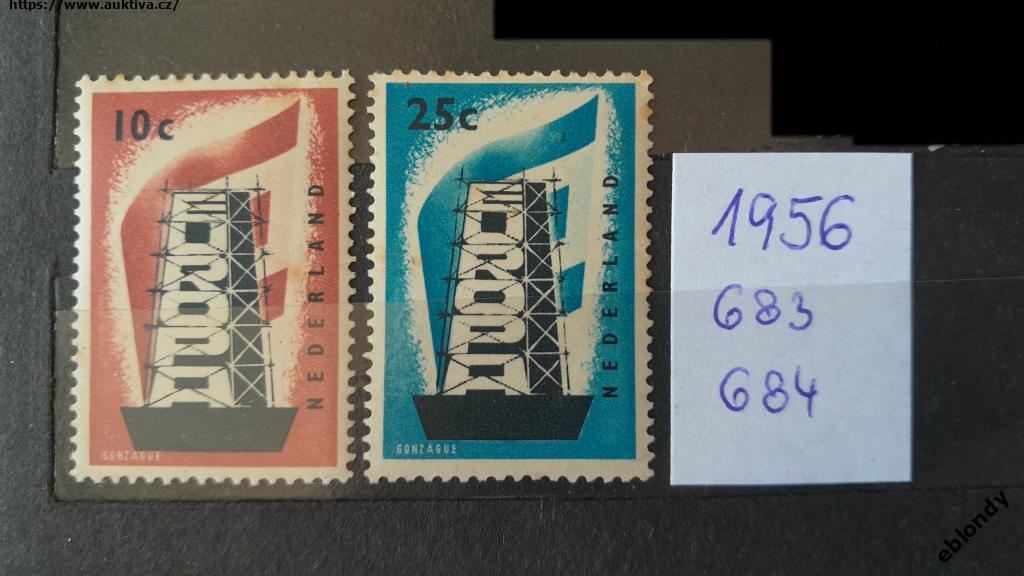 https://www.auktiva.cz/
10c
NEDERLAND
GONZAGUE
25c
NEDERLAND
GONZAGUE
1956
683
684
eblondy